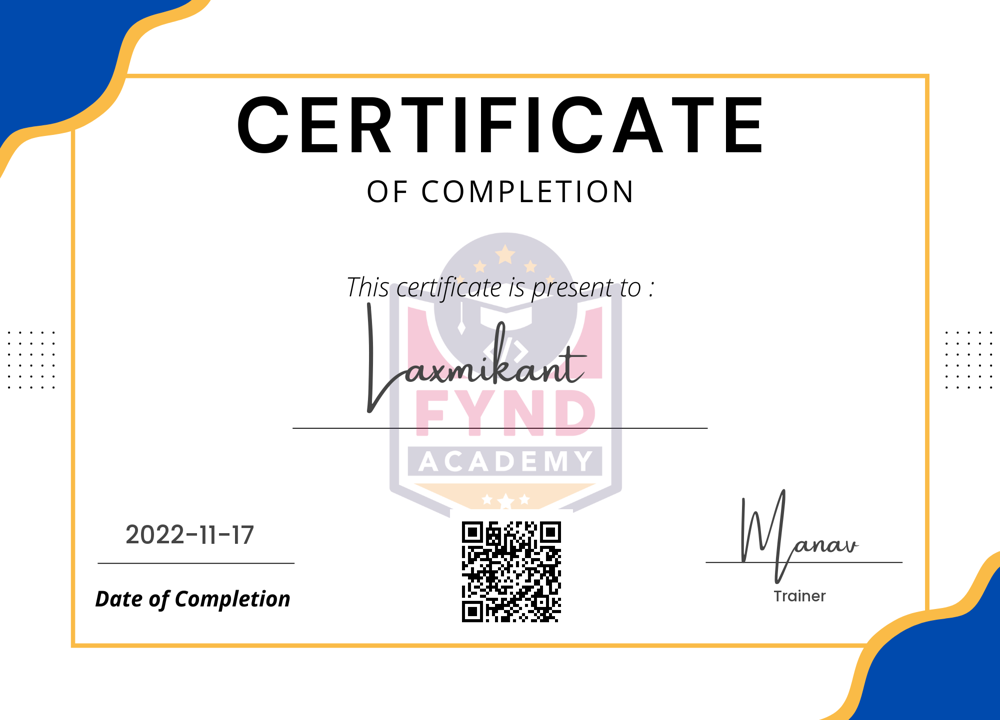 CERTIFICATE
OF COMPLETION
This certificate is present to :
Laxmikant
FYND
ACADEMY
2022-11-17
Date of Completion
Manav
Trainer